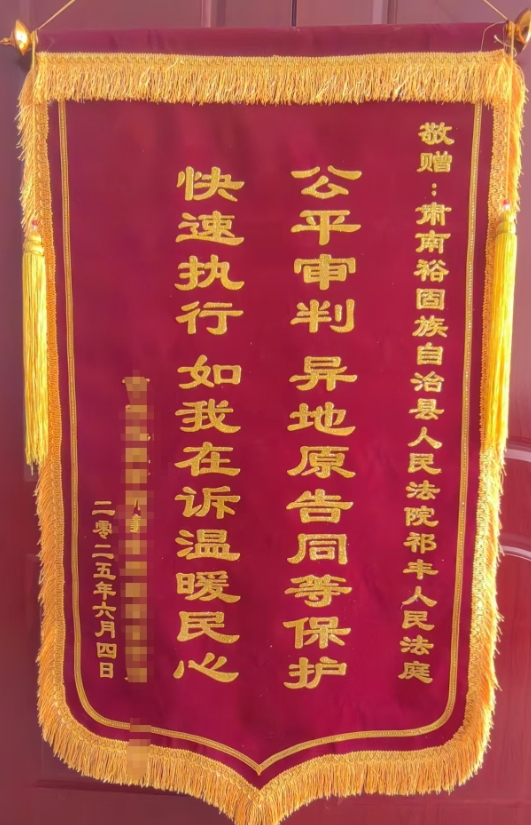 敬赠：肃南裕固族自治县人民法院祁丰人民法庭
公平审判 异地原告同等保护
快速执行 如我在诉温暖民心
二零二五年六月四日